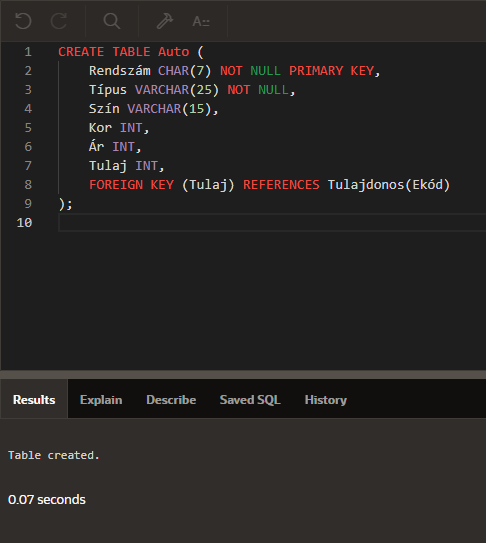 A::
1 CREATE TABLE Auto (
2 Rendszám CHAR(7) NOT NULL PRIMARY KEY,
3 Típus VARCHAR(25) NOT NULL,
4 Szín VARCHAR(15),
5 Kor INT,
6 Ár INT,
7 Tulaj INT,
8 FOREIGN KEY (Tulaj) REFERENCES Tulajdonos(Ekód)
9 );
10
Results Explain Describe Saved SQL History
Table created.
0.07 seconds